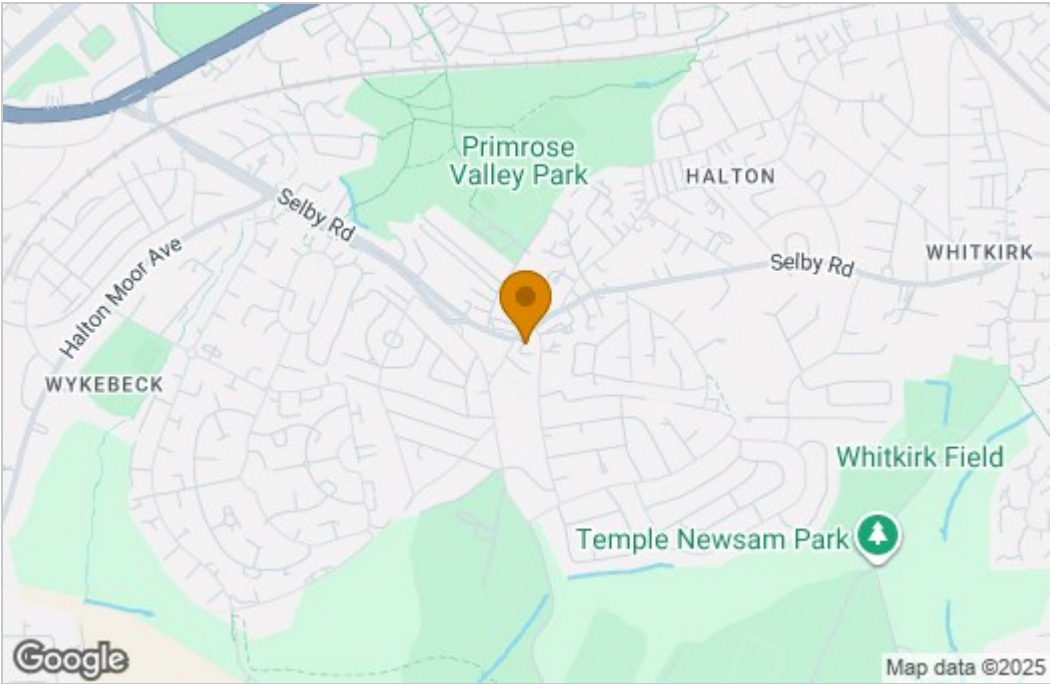 Primrose
Valley Park
HALTON
Selby Rd
WHITKIRK
Selby Rd
Halton Moor Ave
WYKEBECK
Whitkirk Field
Temple Newsam Park
Google
Map data ©2025